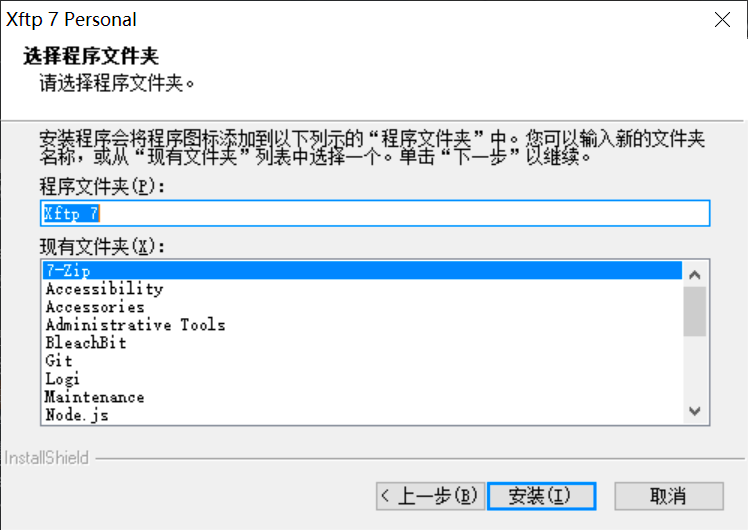 Xftp 7 Personal
选择程序文件夹
请选择程序文件夹。
安装程序会将程序图标添加到以下列示的“程序文件夹”中。您可以输入新的文件夹
名称，或从“现有文件夹”列表中选择一个。单击“下一步”以继续。
程序文件夹(P)：
Xftp 7
现有文件夹(X)：
7-Zip
Accessibility
Accessories
Administrative Tools
BleachBit
Git
Logi
Maintenance
Node.js
InstallShield
< 上一步(B) 安装(I) 取消